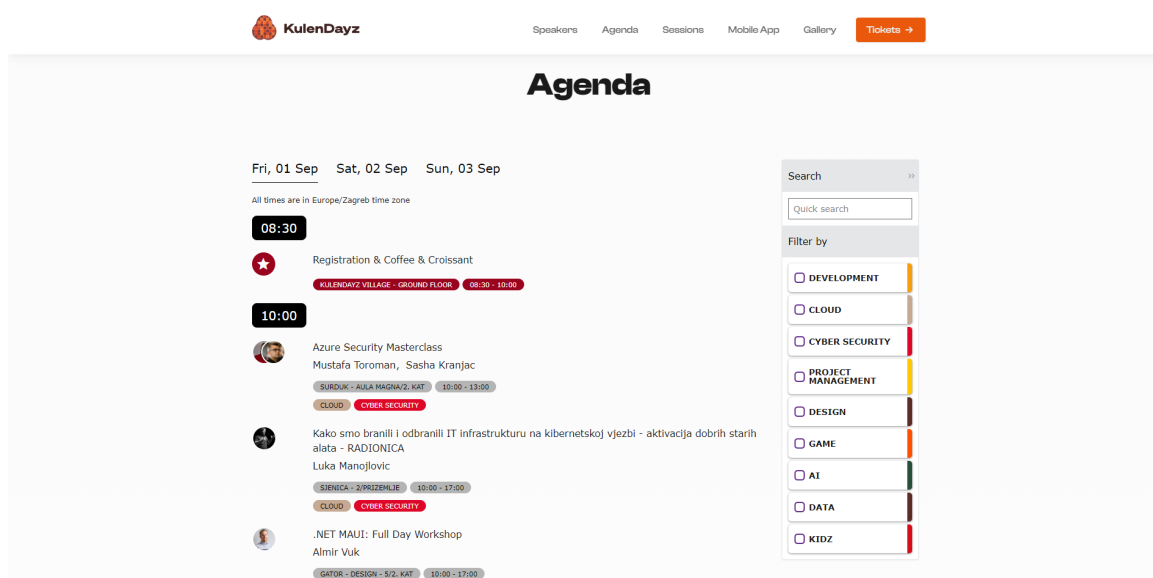 KulenDayz
Speakers Agenda Sessions Mobile App Gallery Tickets →
Agenda
Fri, 01 Sep Sat, 02 Sep Sun, 03 Sep
All times are in Europe/Zagreb time zone
08:30
Registration & Coffee & Croissant
KULENDAYZ VILLAGE - GROUND FLOOR 08:30 - 10:00
10:00
Azure Security Masterclass
Mustafa Toroman, Sasha Kranjac
SURDUK - AULA MAGNA/2. KAT 10:00 - 13:00
CLOUD CYBER SECURITY
Kako smo branili i odbranili IT infrastrukturu na kibernetskoj vjezbi - aktivacija dobrih starih
alata - RADIONICA
Luka Manojlovic
SJENICA - 2/PRIZEMLJE 10:00 - 17:00
CLOUD CYBER SECURITY
.NET MAUI: Full Day Workshop
Almir Vuk
GATOR - DESIGN - 5/2. KAT 10:00 - 17:00
Search »
Quick search
Filter by
DEVELOPMENT
CLOUD
CYBER SECURITY
PROJECT
MANAGEMENT
DESIGN
GAME
AI
DATA
KIDZ